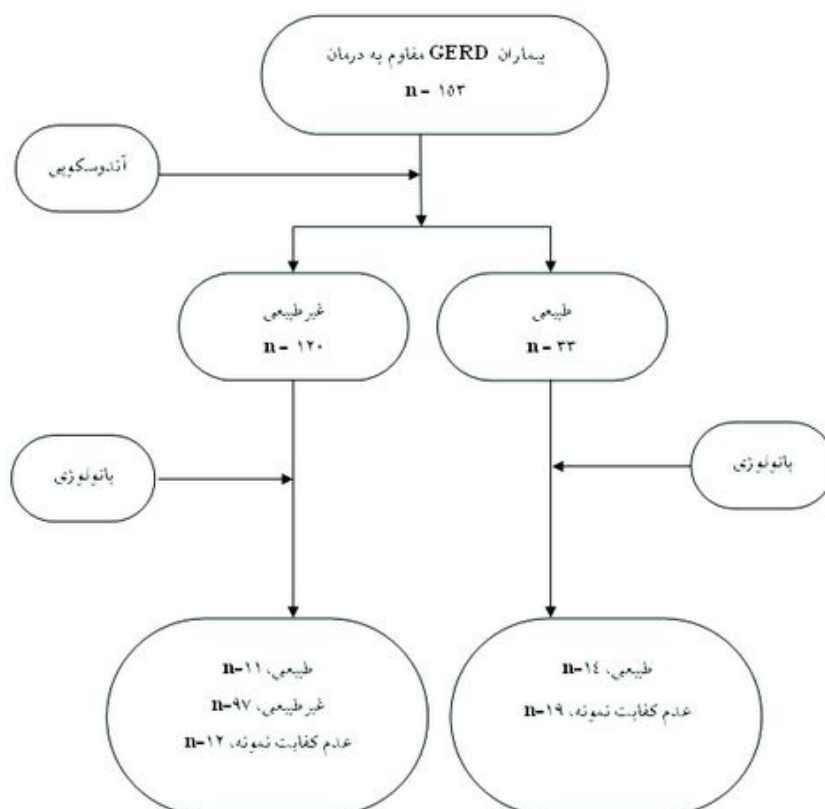 بیماران GERD مقاوم به درمان
n = ۱۵۳
آندوسکوپی
طبیعی
n = ۳۳
غیرطبیعی
n = ۱۲۰
پاتولوژی
پاتولوژی
طبیعی، n=۱٤
عدم کفایت نمونه، n=۱۹
طبیعی، n=۱۱
غیرطبیعی، n=۹۷
عدم کفایت نمونه، n=۱۲